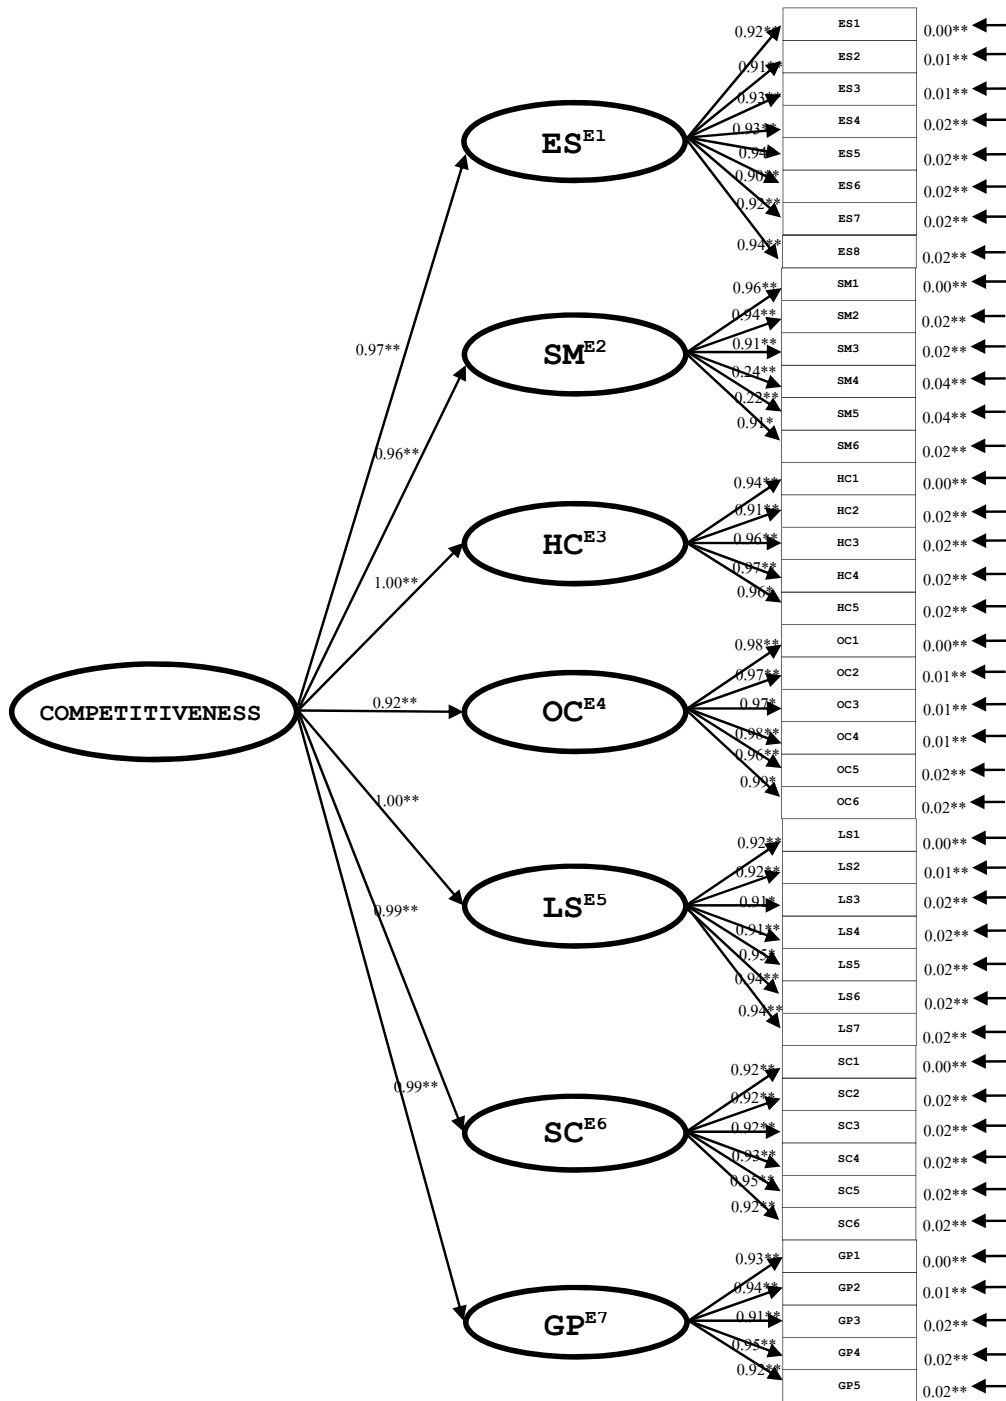 COMPETITIVENESS
0.97**
0.96**
1.00**
0.92**
1.00**
0.99**
0.99**
ES E1
0.92** ES1 0.00**
0.91** ES2 0.01**
0.93** ES3 0.01**
0.93** ES4 0.02**
0.94 ES5 0.02**
0.90** ES6 0.02**
0.92** ES7 0.02**
0.94** ES8 0.02**
SM E2
0.96** SM1 0.00**
0.94** SM2 0.02**
0.91** SM3 0.02**
0.24** SM4 0.04**
0.22** SM5 0.04**
0.91* SM6 0.02**
HC E3
0.94** HC1 0.00**
0.91** HC2 0.02**
0.96** HC3 0.02**
0.97** HC4 0.02**
0.96* HC5 0.02**
OC E4
0.98** OC1 0.00**
0.97** OC2 0.01**
0.97* OC3 0.01**
0.98** OC4 0.01**
0.96** OC5 0.02**
0.99* OC6 0.02**
LS E5
0.92** LS1 0.00**
0.92** LS2 0.01**
0.91* LS3 0.02**
0.91** LS4 0.02**
0.95* LS5 0.02**
0.94** LS6 0.02**
0.94** LS7 0.02**
SC E6
0.92** SC1 0.00**
0.92** SC2 0.02**
0.92** SC3 0.02**
0.93** SC4 0.02**
0.95** SC5 0.02**
0.92** SC6 0.02**
GP E7
0.93** GP1 0.00**
0.94** GP2 0.01**
0.91** GP3 0.02**
0.95** GP4 0.02**
0.92** GP5 0.02**